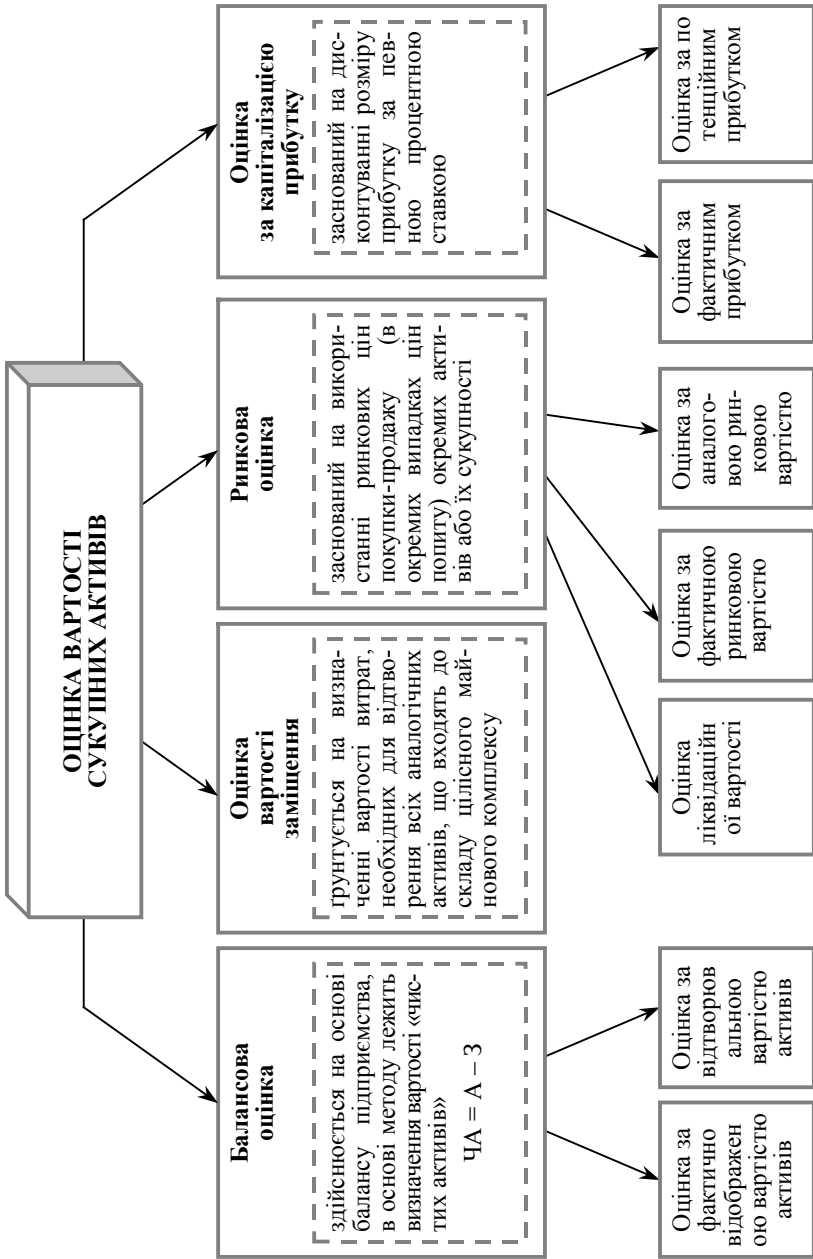 ОЦІНКА ВАРТОСТІ
СУКУПНИХ АКТИВІВ
Балансова
оцінка
здійснюється на основі
балансу підприємства,
в основі методу лежить
визначення вартості «чис-
тих активів»
ЧА = А – З
Оцінка
вартості
заміщення
ґрунтується на визна-
ченні вартості витрат,
необхідних для відтво-
рення всіх аналогічних
активів, що входять до
складу цілісного май-
нового комплексу
Ринкова
оцінка
заснований на викори-
станні ринкових цін
покупки-продажу (в
окремих випадках цін
попиту) окремих акти-
вів або їх сукупності
Оцінка
за капіталізацією
прибутку
заснований на дис-
контуванні розміру
прибутку за пев-
ною процентною
ставкою
Оцінка за
фактично
відображен
ою вартістю
активів
Оцінка за
відтворюв
альною
вартістю
активів
Оцінка
ліквідаційн
ої вартості
Оцінка за
фактичною
ринковою
вартістю
Оцінка за
аналого-
вою рин-
ковою
вартістю
Оцінка за
фактичним
прибутком
Оцінка за по
тенційним
прибутком